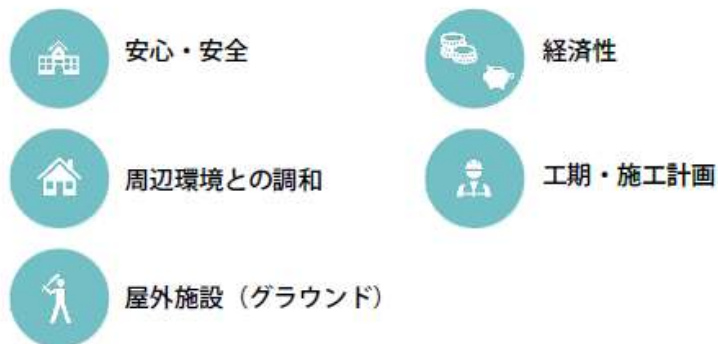 安心・安全
経済性
周辺環境との調和
工期・施工計画
屋外施設（グラウンド）